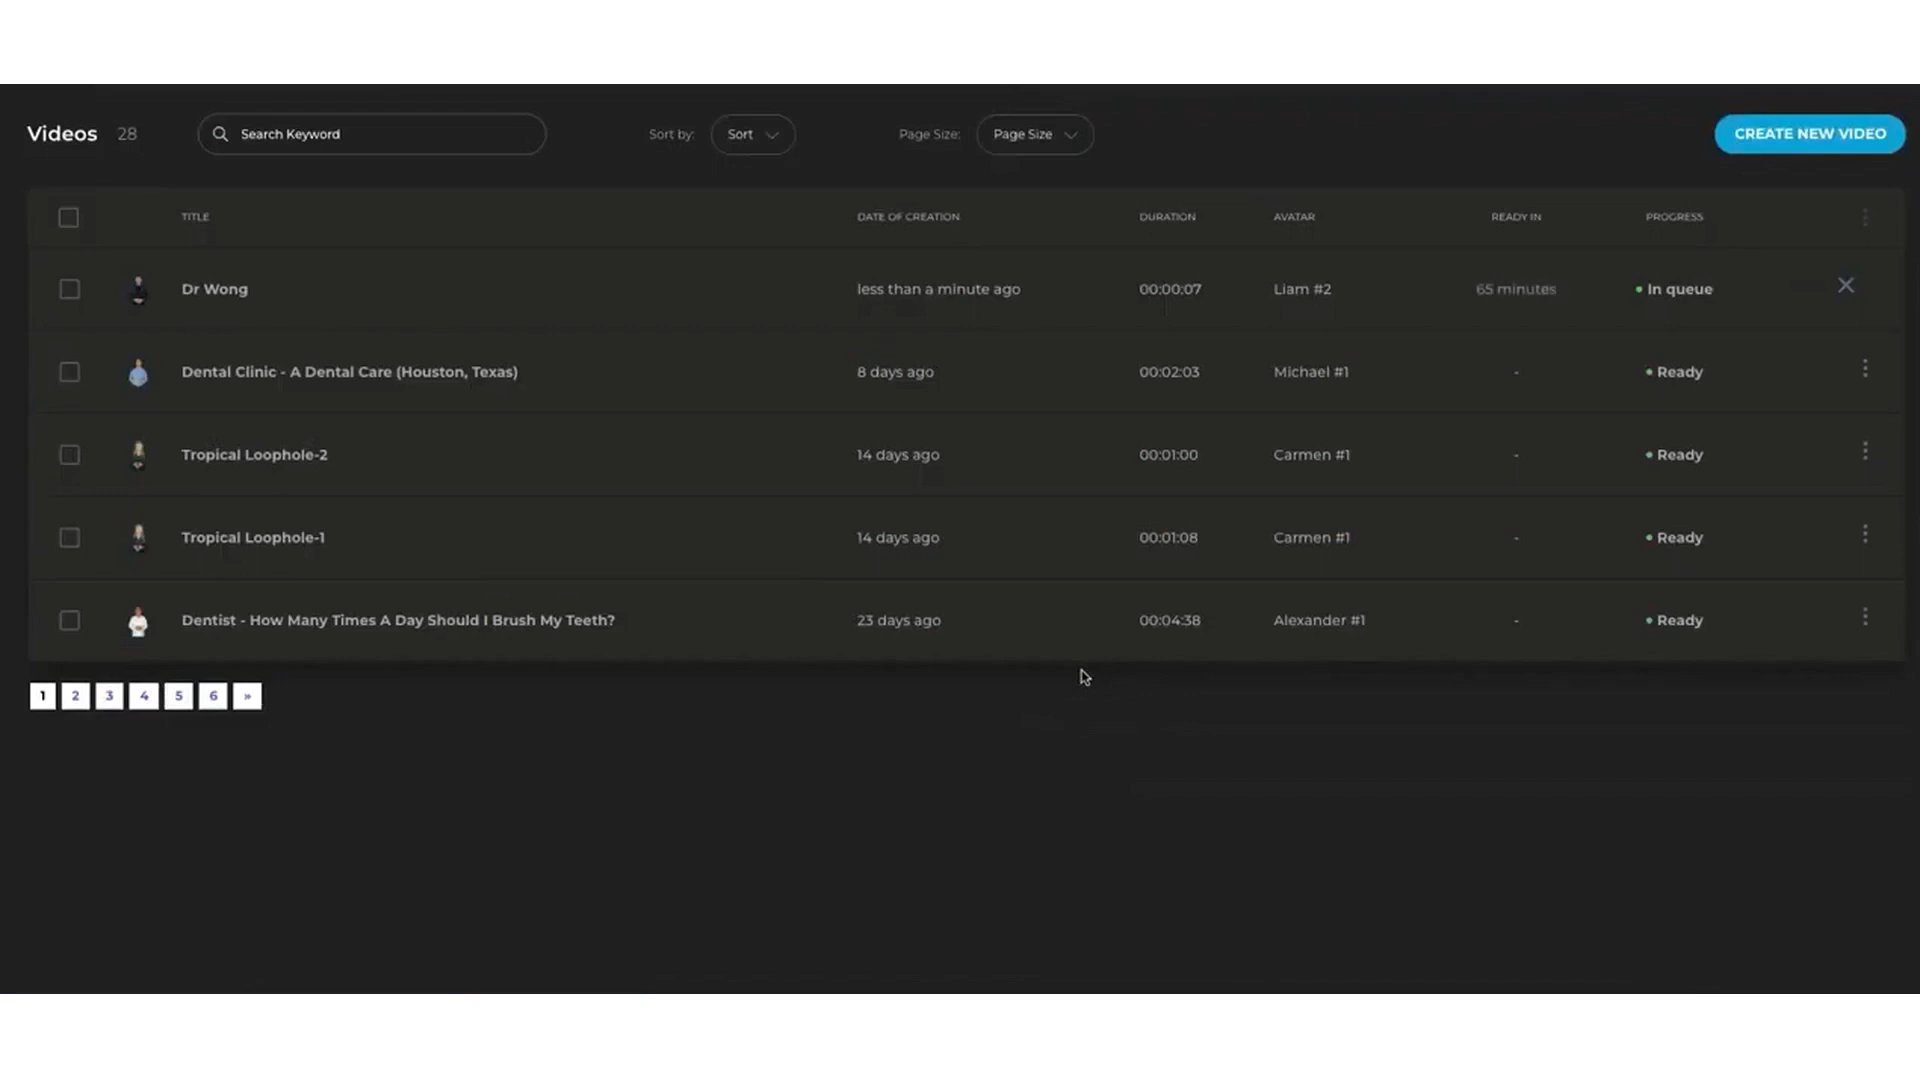 Videos 28 Search Keyword Sort by: Sort Page Size: Page Size CREATE NEW VIDEO
TITLE DATE OF CREATION DURATION AVATAR READY IN PROGRESS
Dr Wong less than a minute ago 00:00:07 Liam #2 65 minutes In queue
Dental Clinic - A Dental Care (Houston, Texas) 8 days ago 00:02:03 Michael #1 - Ready
Tropical Loophole-2 14 days ago 00:01:00 Carmen #1 - Ready
Tropical Loophole-1 14 days ago 00:01:08 Carmen #1 - Ready
Dentist - How Many Times A Day Should I Brush My Teeth? 23 days ago 00:04:38 Alexander #1 - Ready
1 2 3 4 5 6 »